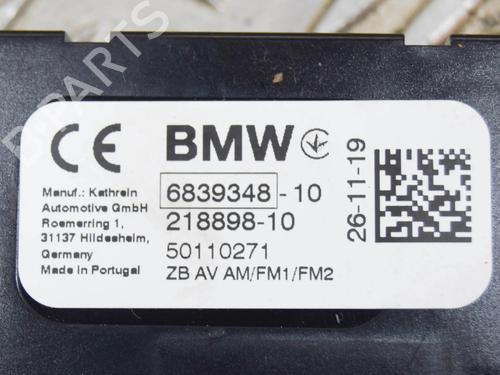 CE
BMW
6839348 - 10
218898-10
50110271
ZB AV AM/FM1/FM2
26-11-19
Manuf.: Kathrein
Automotive GmbH
Roemerring 1,
31137 Hildesheim,
Germany
Made in Portugal
B-PARTS